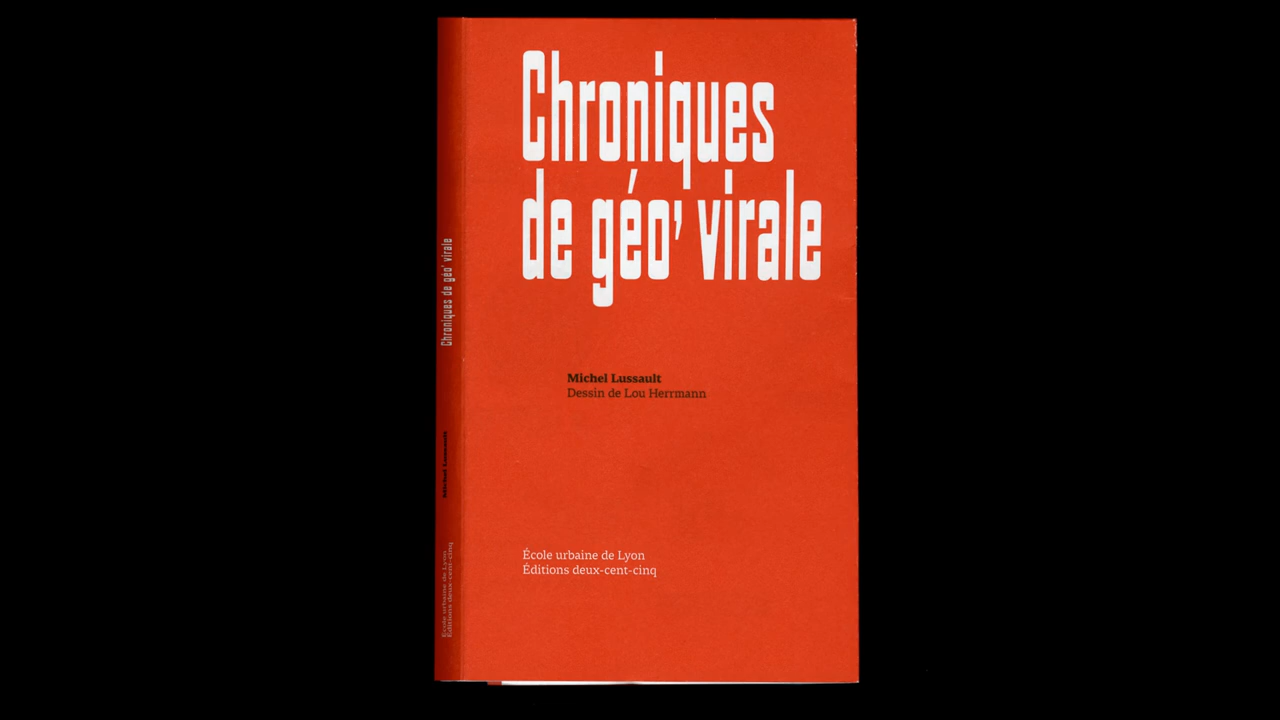 Chroniques
de géo’ virale
Michel Lussault
Dessin de Lou Herrmann
École urbaine de Lyon
Éditions deux-cent-cinq
Chroniques de géo’ virale
Michel Lussault
École urbaine de Lyon
Éditions deux-cent-cinq